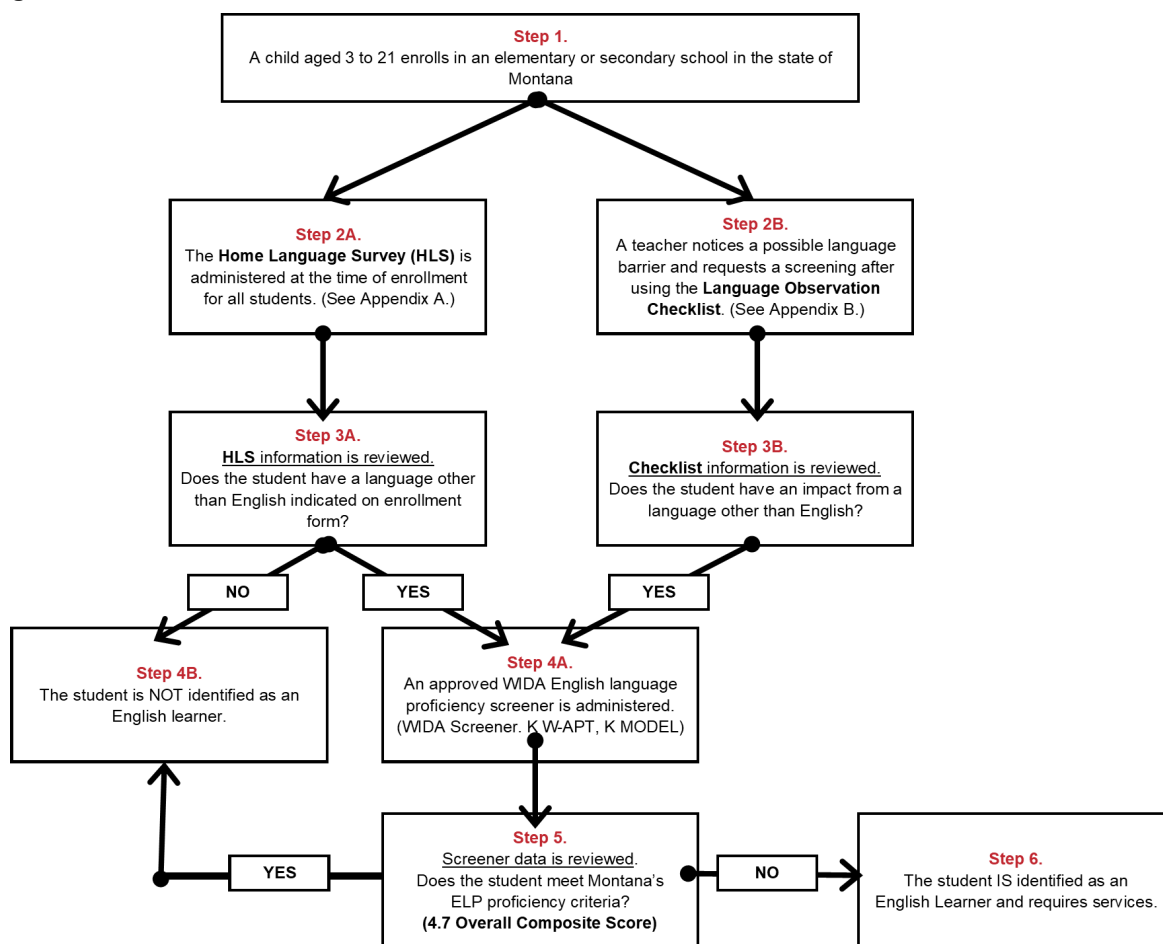 Step 1.
A child aged 3 to 21 enrolls in an elementary or secondary school in the state of
Montana
Step 2A.
The Home Language Survey (HLS) is
administered at the time of enrollment
for all students. (See Appendix A.)
Step 2B.
A teacher notices a possible language
barrier and requests a screening after
using the Language Observation
Checklist. (See Appendix B.)
Step 3A.
HLS information is reviewed.
Does the student have a language other
than English indicated on enrollment
form?
Step 3B.
Checklist information is reviewed.
Does the student have an impact from a
language other than English?
NO
YES
YES
Step 4B.
The student is NOT identified as an
English learner.
Step 4A.
An approved WIDA English language
proficiency screener is administered.
(WIDA Screener. K W-APT, K MODEL)
Step 5.
Screener data is reviewed.
Does the student meet Montana's
ELP proficiency criteria?
(4.7 Overall Composite Score)
YES
NO
Step 6.
The student IS identified as an
English Learner and requires services.